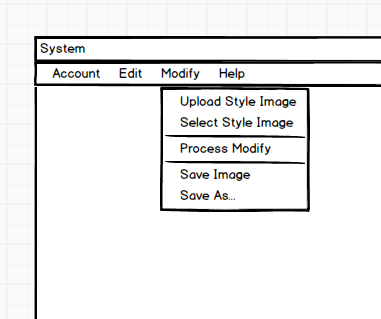 System
Account Edit Modify Help
Upload Style Image
Select Style Image
Process Modify
Save Image
Save As...